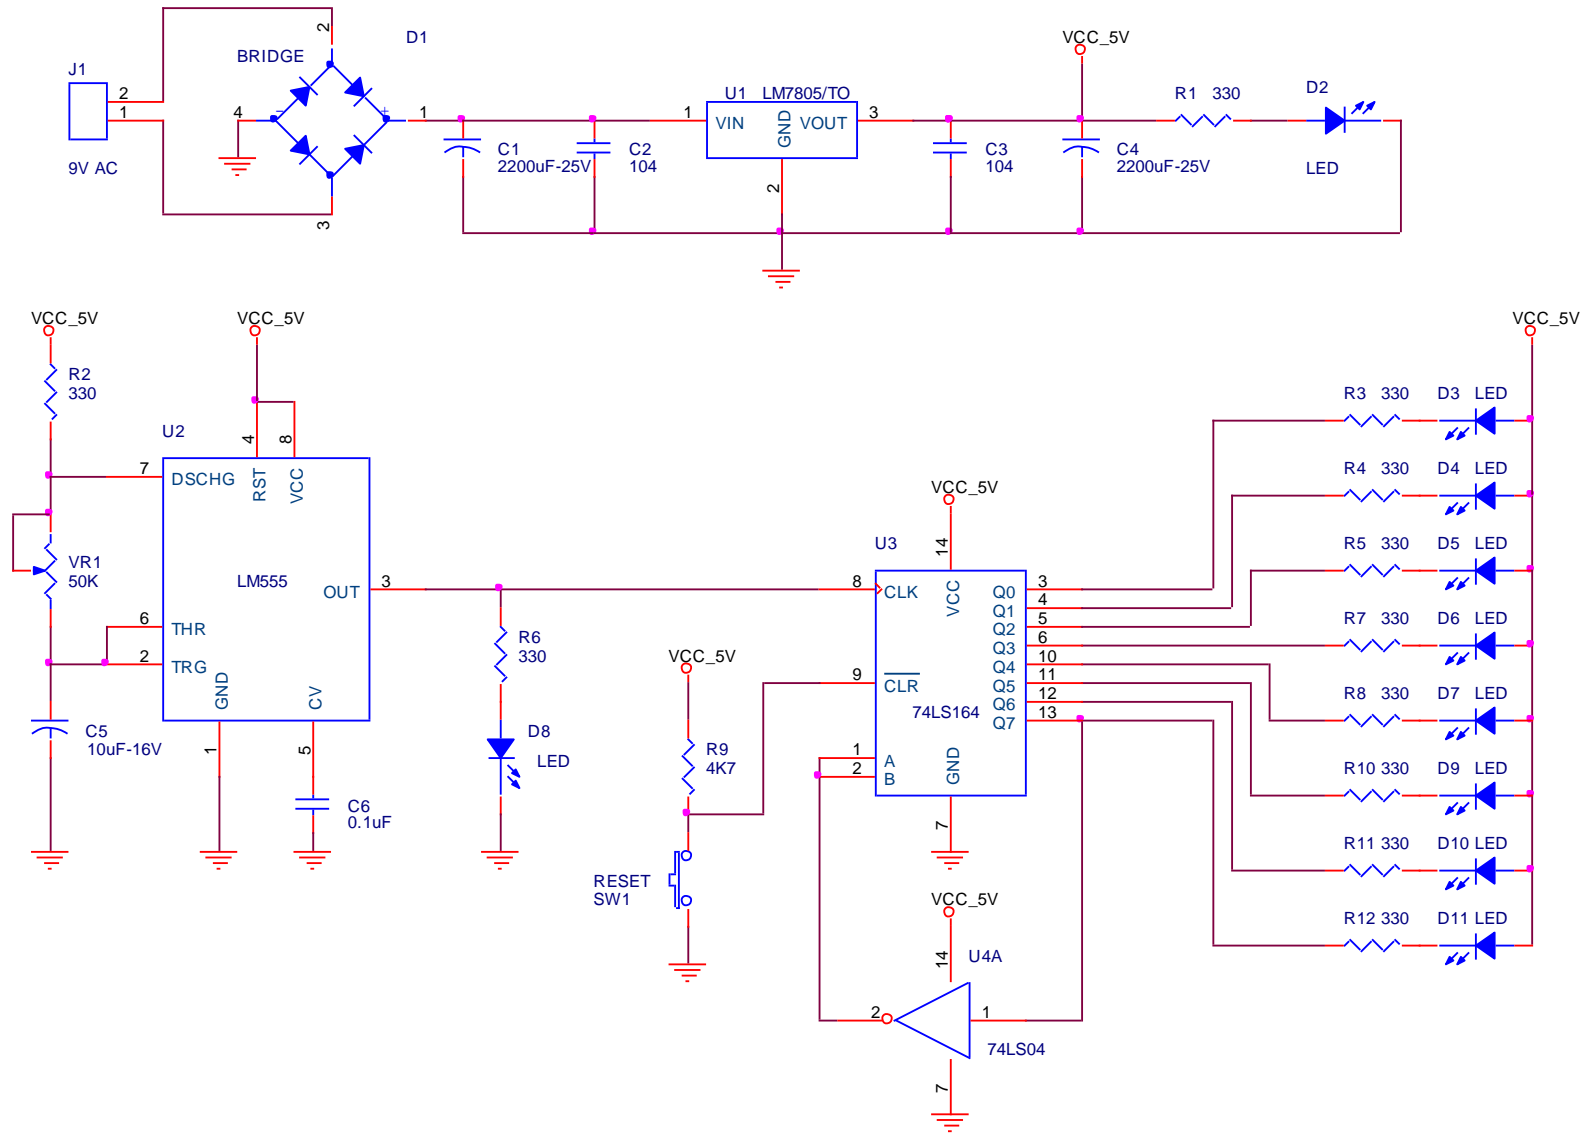 J1
2
1
9V AC
BRIDGE
D1
2
4
-
+
1
3
U1 LM7805/TO
1
VIN
GND
VOUT
3
2
C1
2200uF-25V
C2
104
C3
104
VCC_5V
C4
2200uF-25V
R1 330
D2
LED
VCC_5V
R2
330
VR1
50K
C5
10uF-16V
VCC_5V
U2
4
8
7
DSCHG
RST
VCC
LM555
OUT
3
6
THR
2
TRG
GND
CV
1
5
C6
0.1uF
R6
330
D8
LED
VCC_5V
R9
4K7
RESET
SW1
VCC_5V
14
U3
8
CLK
VCC
9
CLR
74LS164
1
A
2
B
GND
7
Q0
3
Q1
4
Q2
5
Q3
6
Q4
10
Q5
11
Q6
12
Q7
13
VCC_5V
14
U4A
2
1
74LS04
7
VCC_5V
R3 330 D3 LED
R4 330 D4 LED
R5 330 D5 LED
R7 330 D6 LED
R8 330 D7 LED
R10 330 D9 LED
R11 330 D10 LED
R12 330 D11 LED